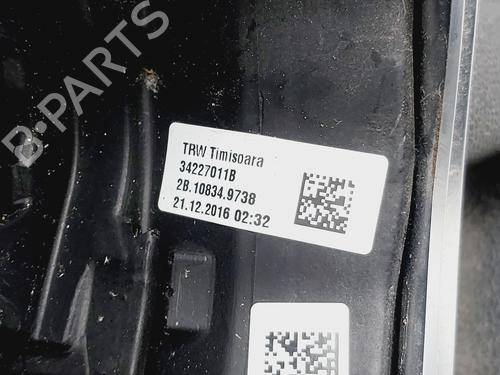 B-PARTS
TRW Timisoara
34227011B
2B.10834.9738
21.12.2016 02:32